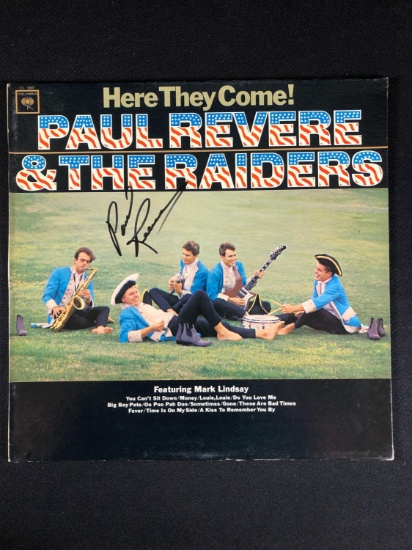 Here They Come!
PAUL REVERE
& THE RAIDERS
Paul Revere
Featuring Mark Lindsay
You Can't Sit Down/Money/Louie, Louie/Do You Love Me
Big Boy Pete/Oo Poo Pah Doo/Sometimes/Gone/These Are Bad Times
Fever/Time Is On My Side/A Kiss To Remember You By